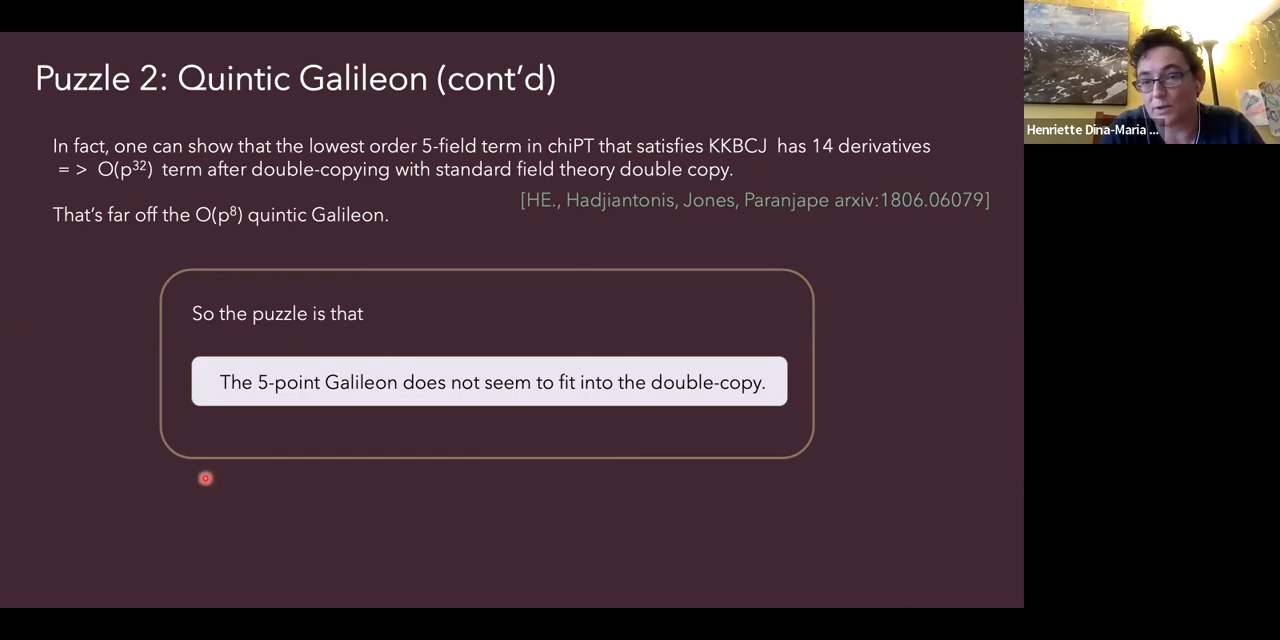 Puzzle 2: Quintic Galileon (cont'd)
In fact, one can show that the lowest order 5-field term in chiPT that satisfies KKBCJ has 14 derivatives
= > O(p³²) term after double-copying with standard field theory double copy.
[HE., Hadjiantonis, Jones, Paranjape arxiv:1806.06079]
That's far off the O(p⁸) quintic Galileon.
So the puzzle is that
The 5-point Galileon does not seem to fit into the double-copy.
Henriette Dina-Maria ...